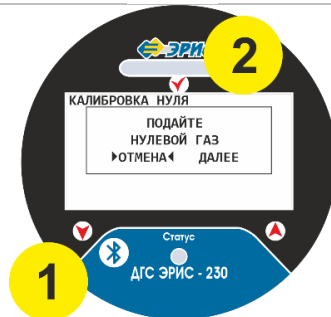 ЭРИС
2
КАЛИБРОВКА НУЛЯ
ПОДАЙТЕ
НУЛЕВОЙ ГАЗ
ОТМЕНА ДАЛЕЕ
Статус
1
ДГС ЭРИС - 230